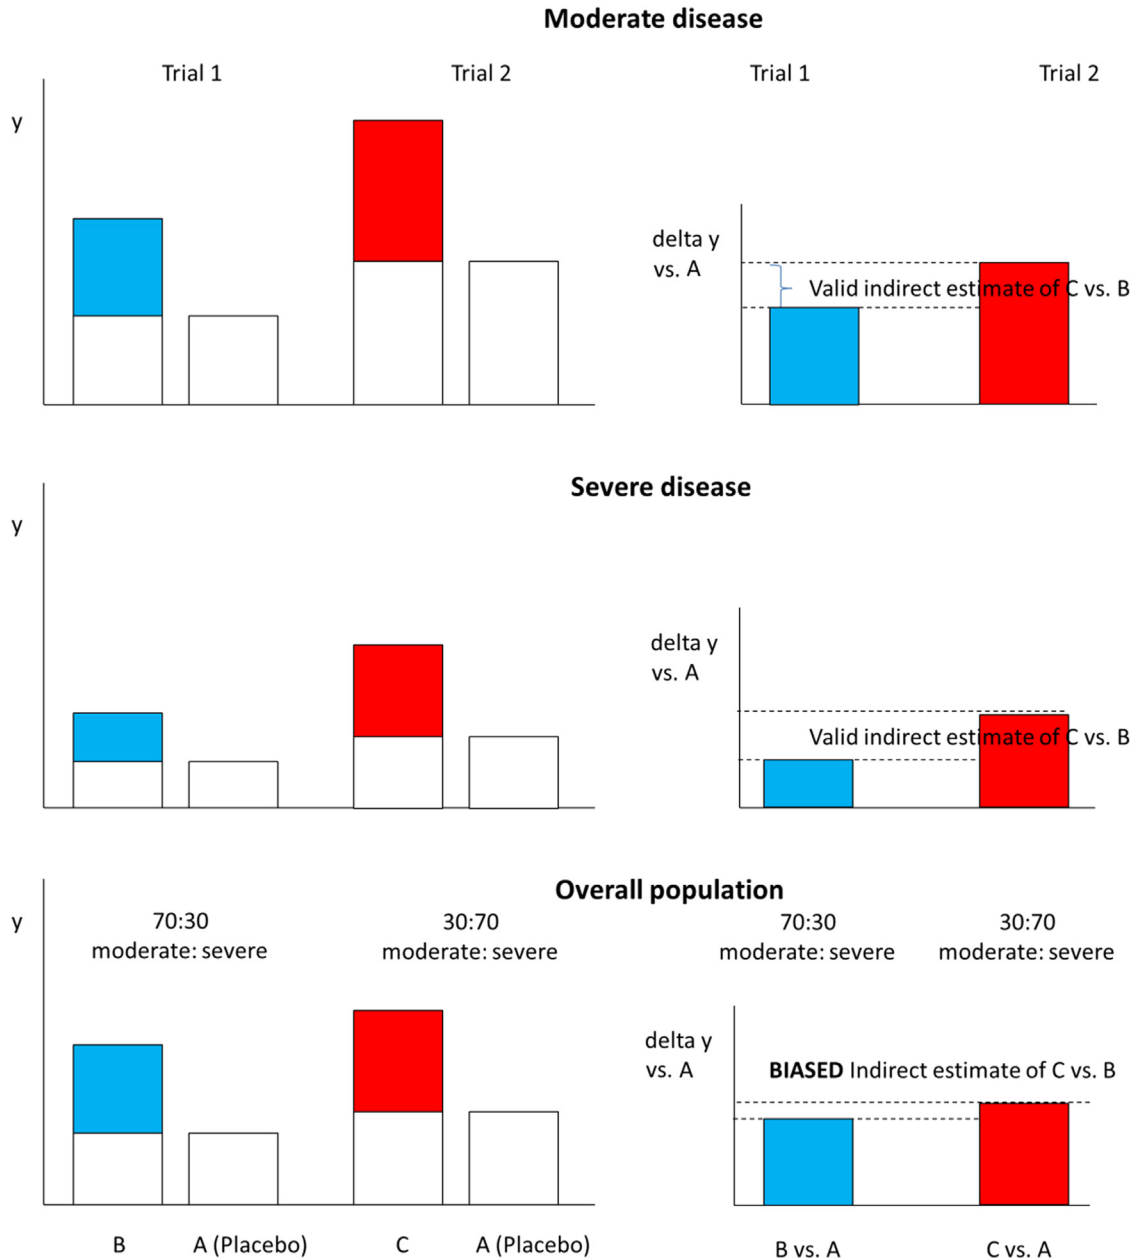 Moderate disease
Trial 1
Trial 2
Trial 1
Trial 2
y
delta y
vs. A
Valid indirect estimate of C vs. B
Severe disease
y
delta y
vs. A
Valid indirect estimate of C vs. B
Overall population
y
70:30
moderate: severe
30:70
moderate: severe
70:30
moderate: severe
30:70
moderate: severe
delta y
vs. A
BIASED Indirect estimate of C vs. B
B
A (Placebo)
C
A (Placebo)
B vs. A
C vs. A